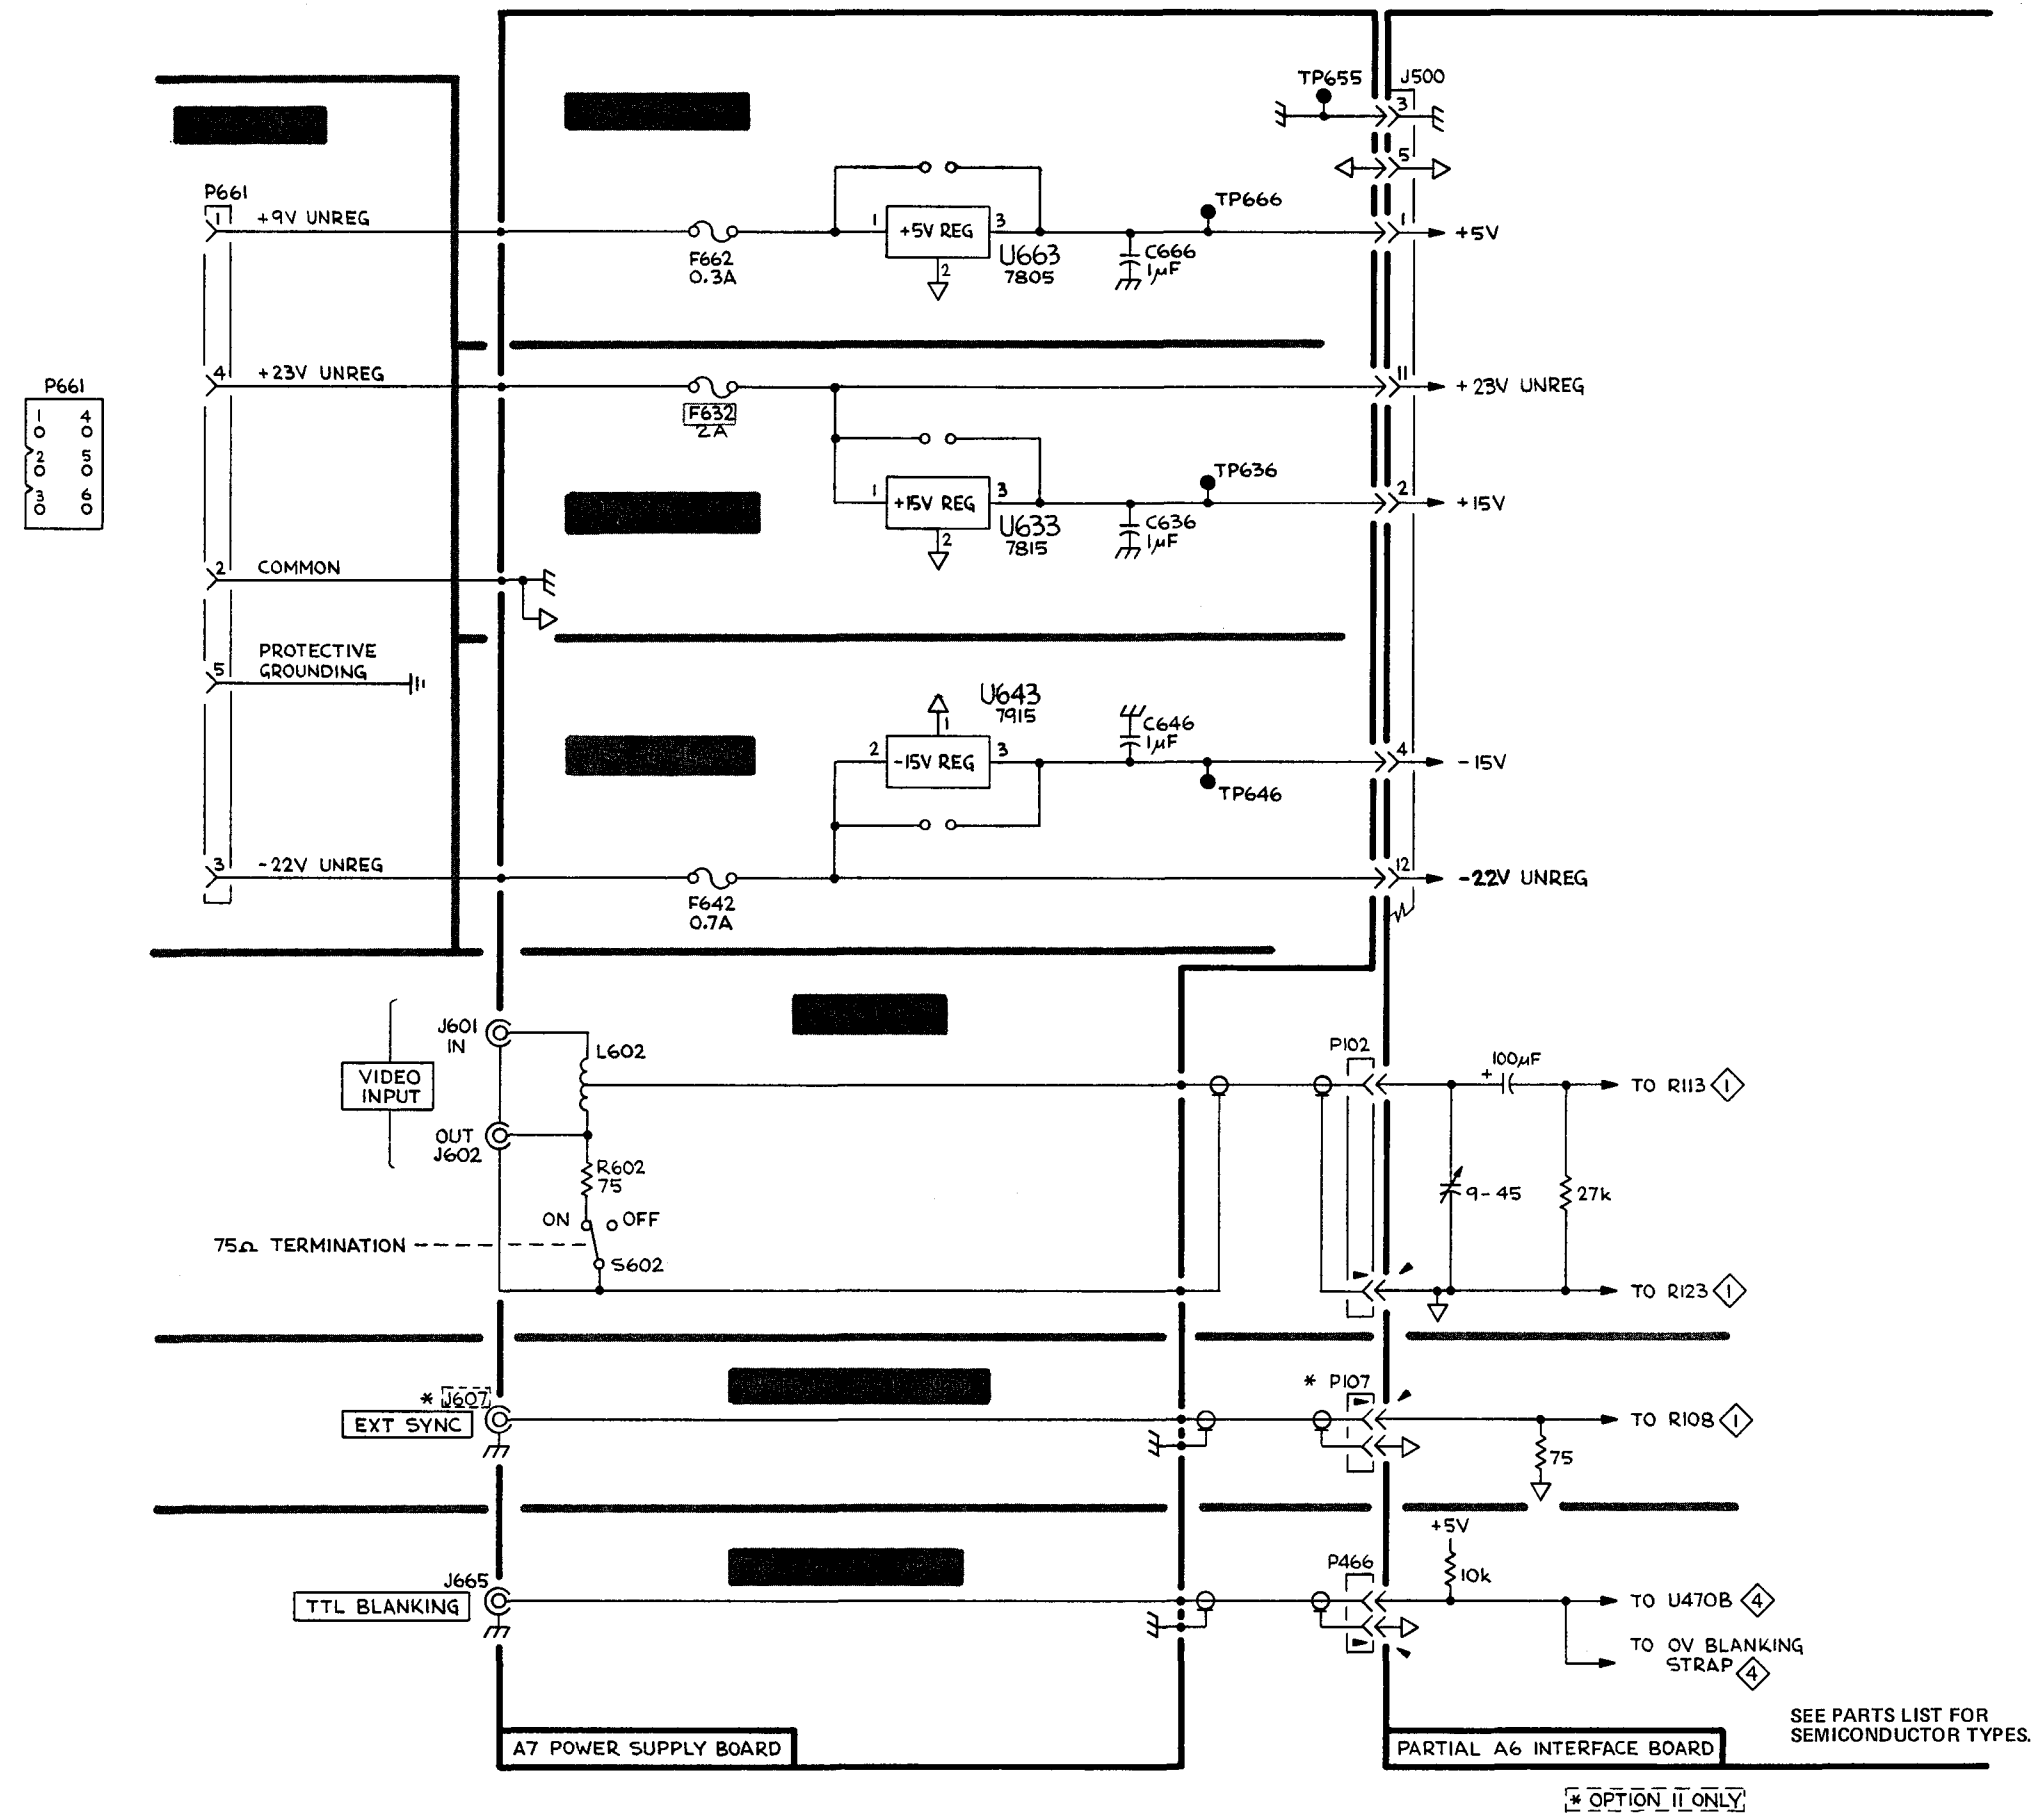 TP655
J500
3
5
P661
1
+9V UNREG
F662
0.3A
1
+5V REG
3
2
U663
7805
TP666
C666
1µF
1
+5V
P661
1 4
2 5
3 6
4
+23V UNREG
F632
2A
11
+23V UNREG
1
+15V REG
3
2
U633
7815
TP636
C636
1µF
2
+15V
2
COMMON
5
PROTECTIVE
GROUNDING
U643
7915
1
2
-15V REG
3
C646
1µF
TP646
4
-15V
3
-22V UNREG
F642
0.7A
12
-22V UNREG
J601
IN
VIDEO
INPUT
OUT
J602
L602
R602
75
ON
OFF
75Ω TERMINATION
S602
P102
100µF
+
TO R113 1
9-45
27k
TO R123 1
* J607
EXT SYNC
* P107
TO R108 1
75
J665
TTL BLANKING
P466
+5V
10k
TO U470B 4
TO 0V BLANKING
STRAP 4
A7 POWER SUPPLY BOARD
PARTIAL A6 INTERFACE BOARD
SEE PARTS LIST FOR
SEMICONDUCTOR TYPES.
* OPTION 11 ONLY